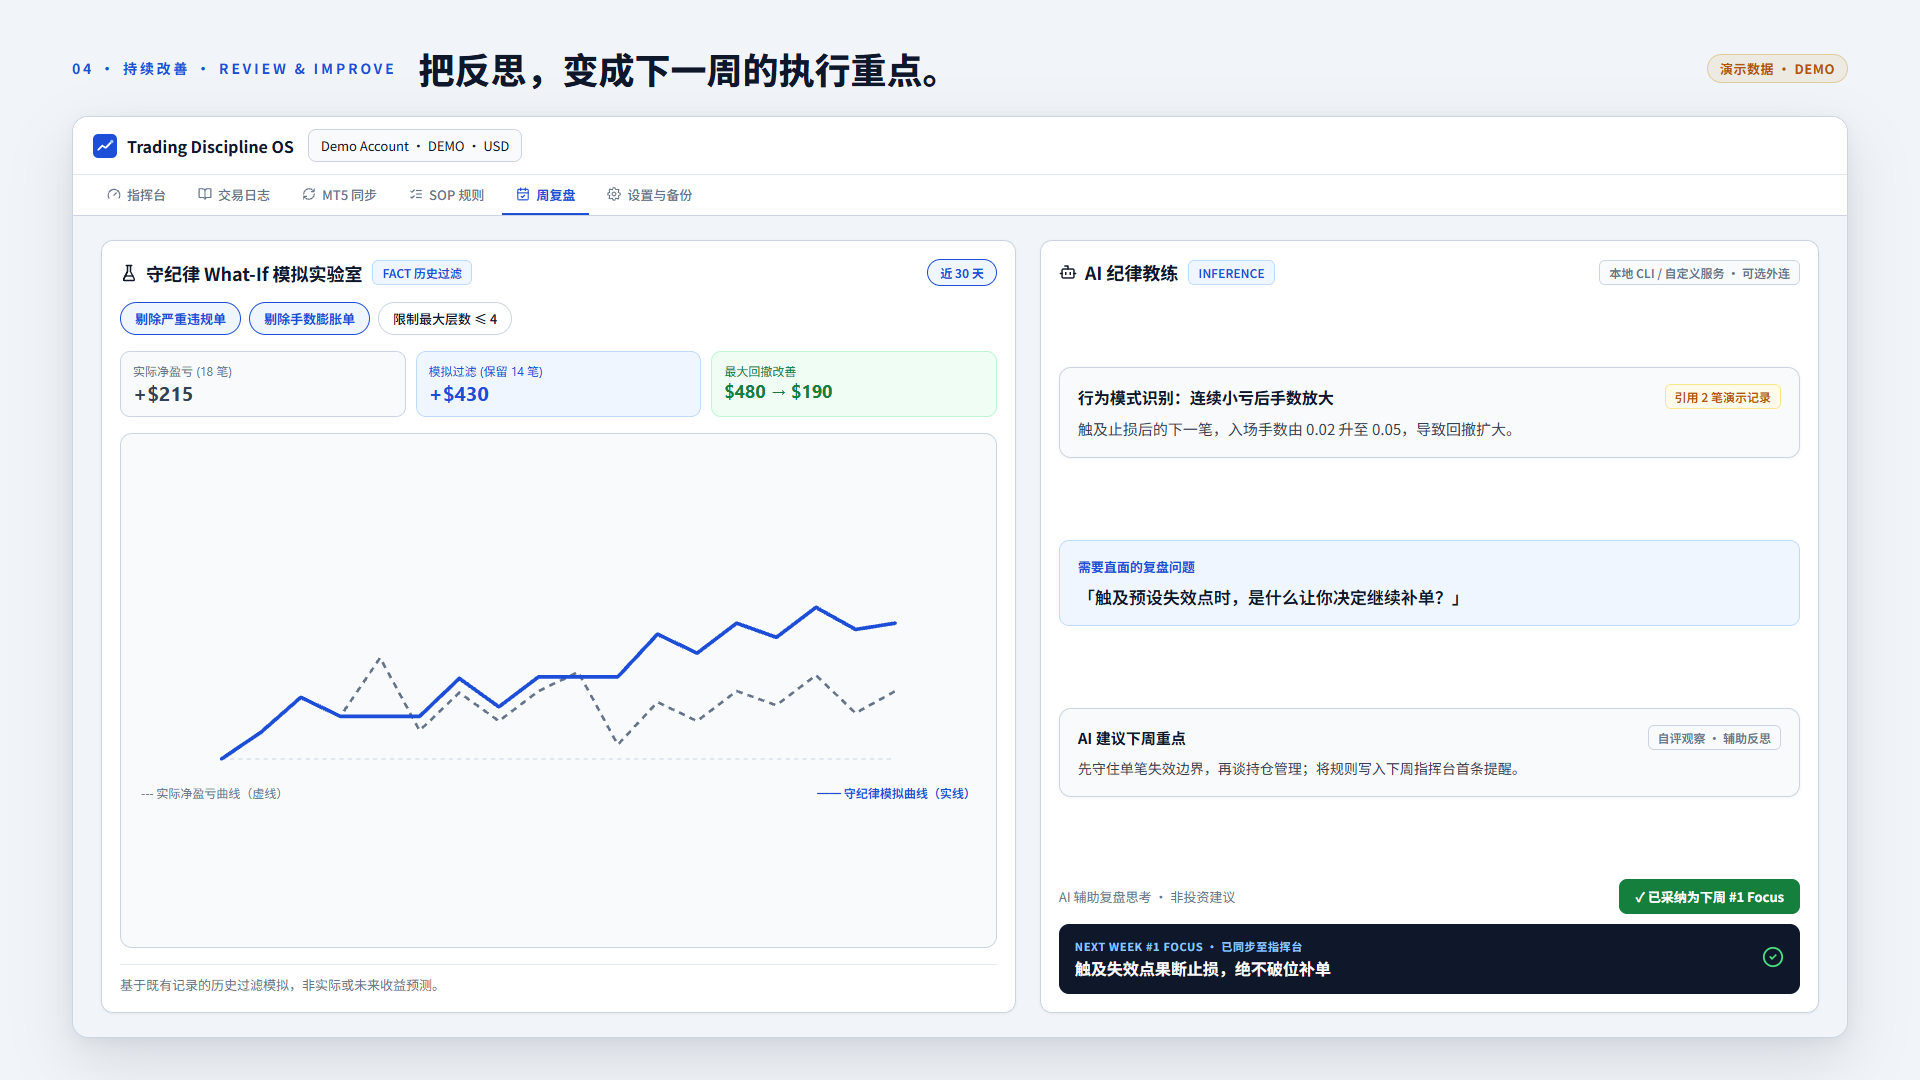 04 • 持续改善 • REVIEW & IMPROVE
把反思，变成下一周的执行重点。
演示数据 • DEMO
Trading Discipline OS
Demo Account • DEMO • USD
指挥台
交易日志
MT5 同步
SOP 规则
周复盘
设置与备份
守纪律 What-If 模拟实验室
FACT 历史过滤
近 30 天
剔除严重违规单
剔除手数膨胀单
限制最大层数 ≤ 4
实际净盈亏 (18 笔)
+$215
模拟过滤 (保留 14 笔)
+$430
最大回撤改善
$480 → $190
--- 实际净盈亏曲线（虚线）
—— 守纪律模拟曲线（实线）
基于既有记录的历史过滤模拟，非实际或未来收益预测。
AI 纪律教练
INFERENCE
本地 CLI / 自定义服务 • 可选外连
行为模式识别：连续小亏后手数放大
引用 2 笔演示记录
触及止损后的下一笔，入场手数由 0.02 升至 0.05，导致回撤扩大。
需要直面的复盘问题
「触及预设失效点时，是什么让你决定继续补单？」
AI 建议下周重点
自评观察 • 辅助反思
先守住单笔失效边界，再谈持仓管理；将规则写入下周指挥台首条提醒。
AI 辅助复盘思考 • 非投资建议
✓ 已采纳为下周 #1 Focus
NEXT WEEK #1 FOCUS • 已同步至指挥台
触及失效点果断止损，绝不破位补单